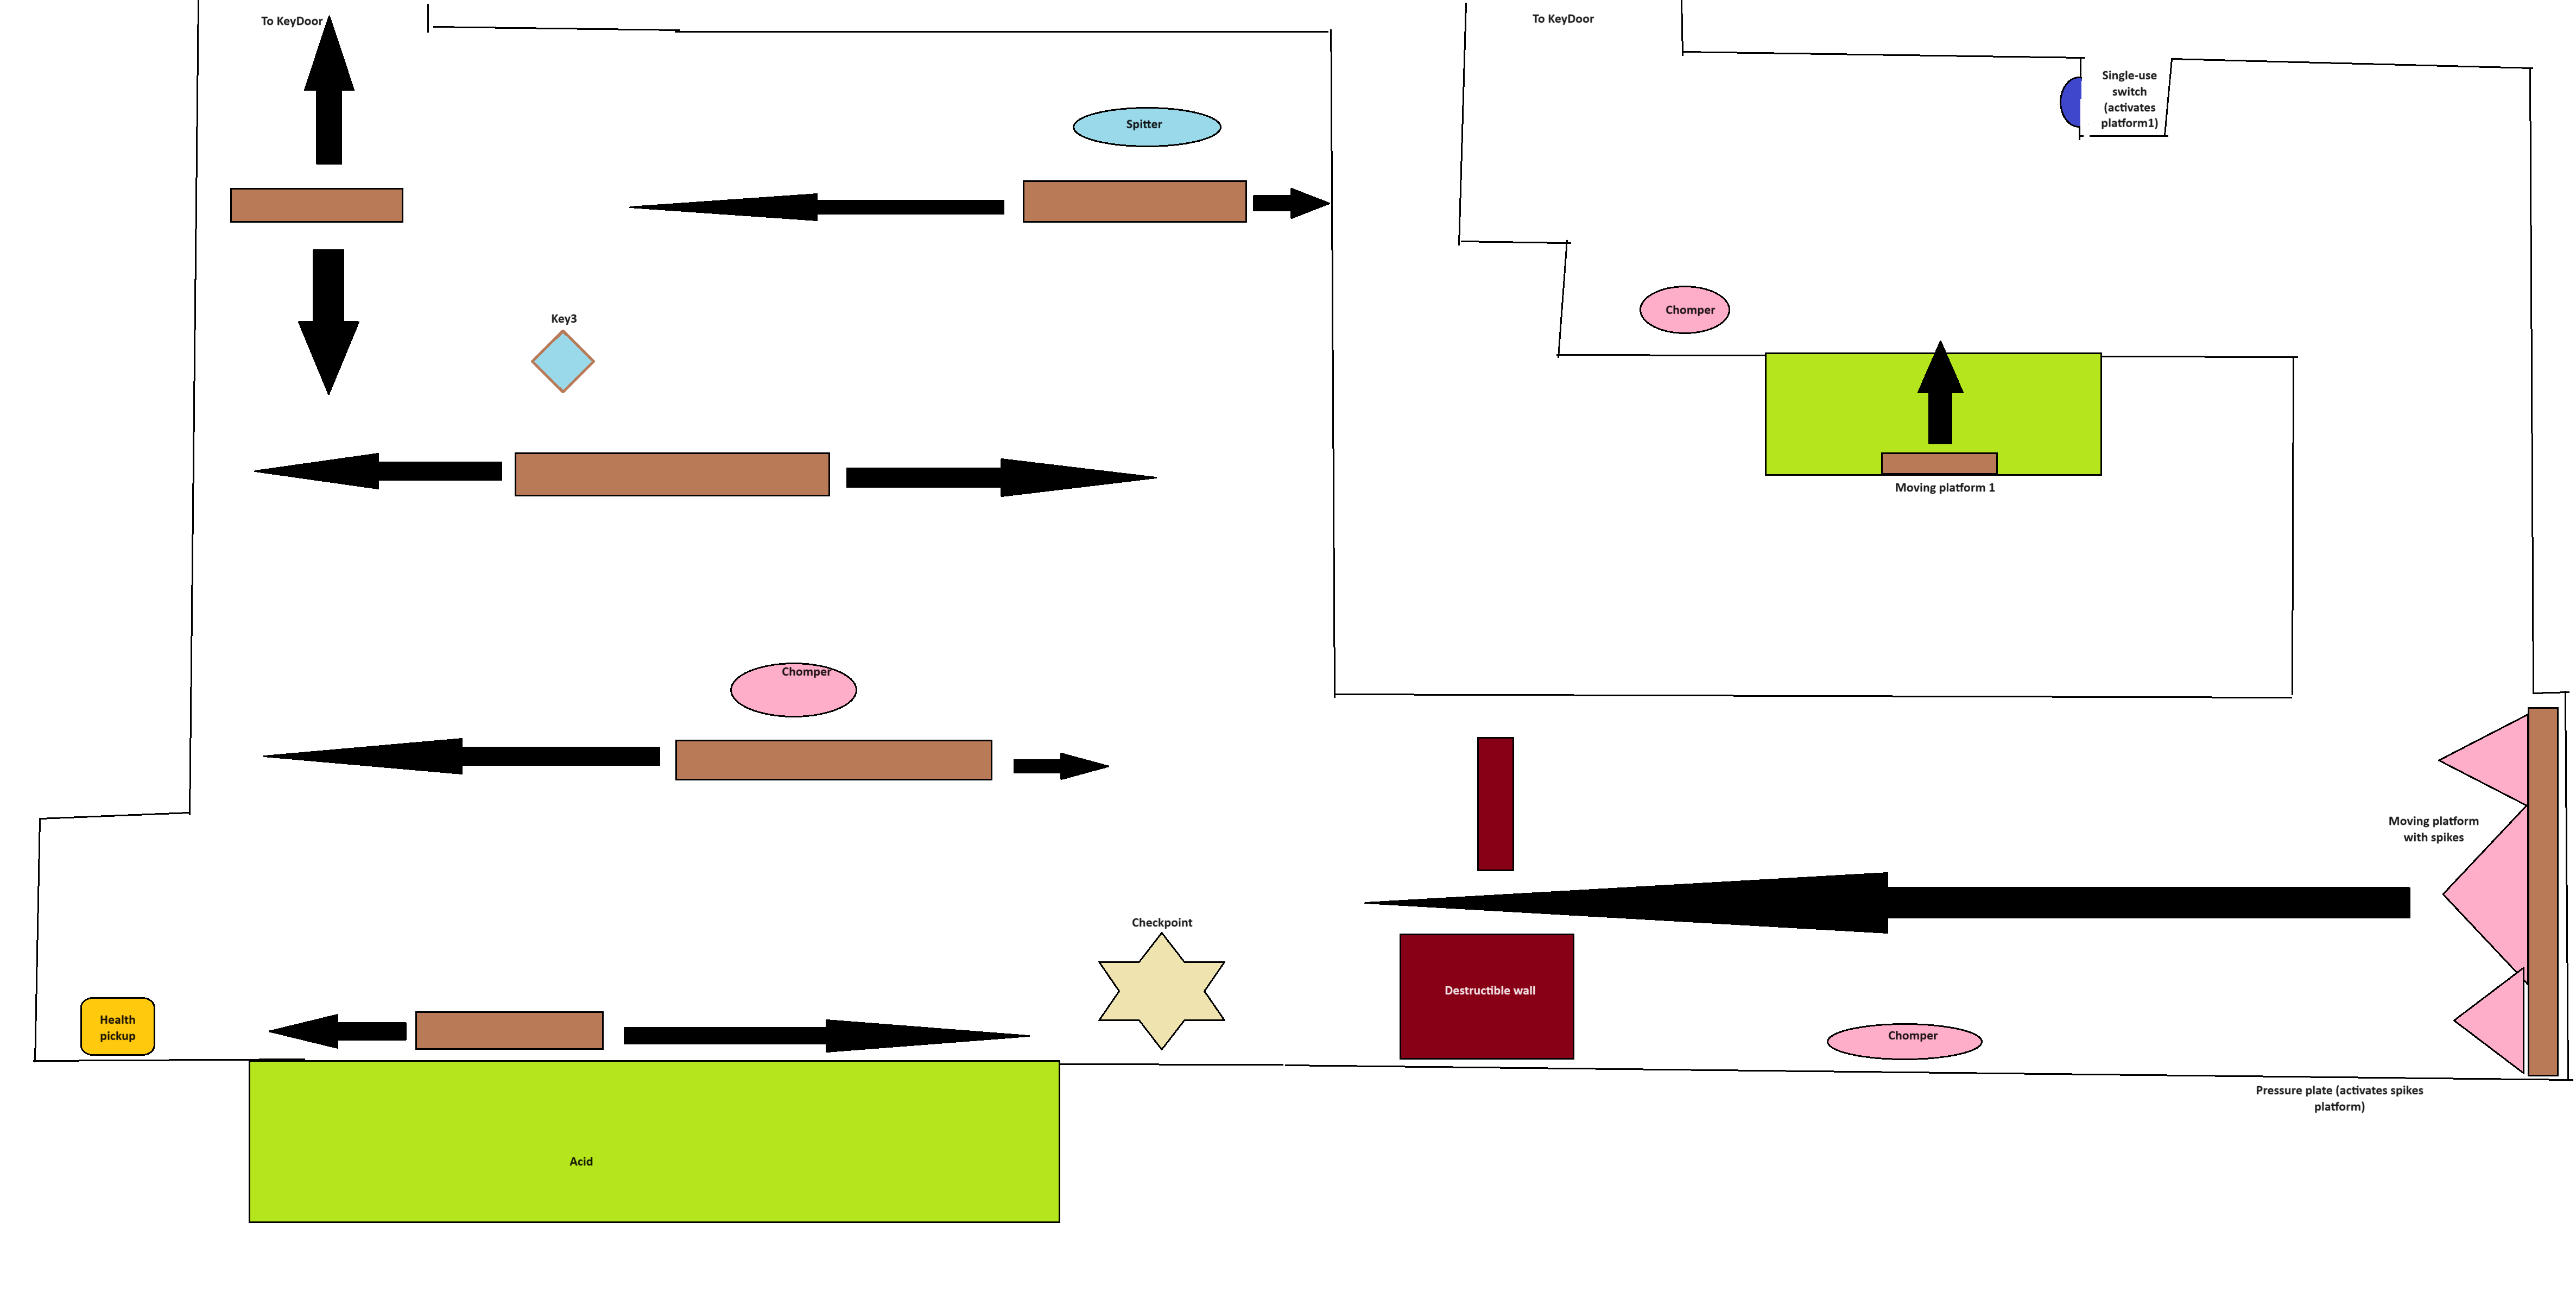 To KeyDoor
To KeyDoor
Single-use
switch
(activates
platform1)
Spitter
Chomper
Key3
Moving platform 1
Chomper
Moving platform
with spikes
Checkpoint
Destructible wall
Health
pickup
Chomper
Pressure plate (activates spikes
platform)
Acid